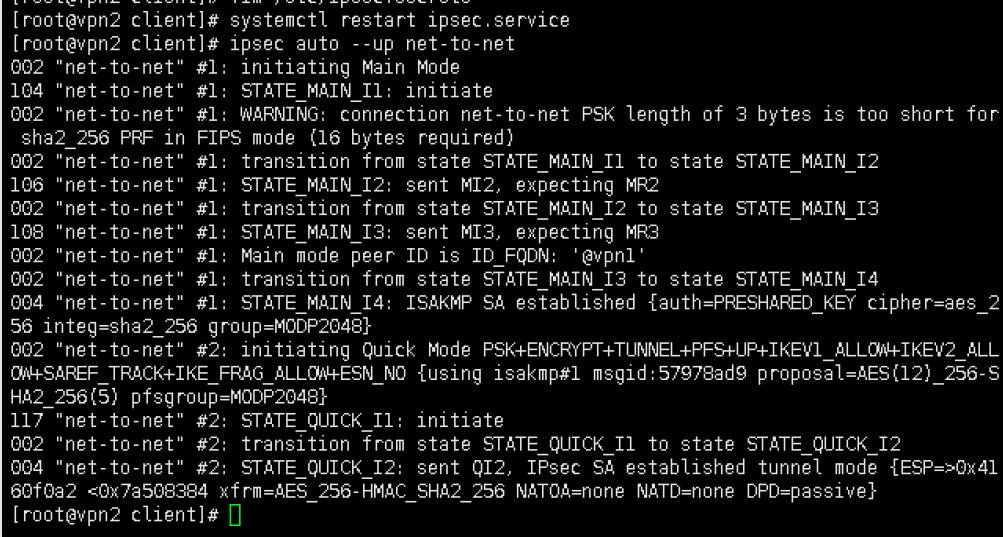 [root@vpn2 client]# systemctl restart ipsec.service
[root@vpn2 client]# ipsec auto --up net-to-net
002 "net-to-net" #1: initiating Main Mode
104 "net-to-net" #1: STATE_MAIN_I1: initiate
002 "net-to-net" #1: WARNING: connection net-to-net PSK length of 3 bytes is too short for
 sha2_256 PRF in FIPS mode (16 bytes required)
002 "net-to-net" #1: transition from state STATE_MAIN_I1 to state STATE_MAIN_I2
106 "net-to-net" #1: STATE_MAIN_I2: sent MI2, expecting MR2
002 "net-to-net" #1: transition from state STATE_MAIN_I2 to state STATE_MAIN_I3
108 "net-to-net" #1: STATE_MAIN_I3: sent MI3, expecting MR3
002 "net-to-net" #1: Main mode peer ID is ID_FQDN: '@vpn1'
002 "net-to-net" #1: transition from state STATE_MAIN_I3 to state STATE_MAIN_I4
004 "net-to-net" #1: STATE_MAIN_I4: ISAKMP SA established {auth=PRESHARED_KEY cipher=aes_2
56 integ=sha2_256 group=MODP2048}
002 "net-to-net" #2: initiating Quick Mode PSK+ENCRYPT+TUNNEL+PFS+UP+IKEV1_ALLOW+IKEV2_ALL
OW+SAREF_TRACK+IKE_FRAG_ALLOW+ESN_NO {using isakmp#1 msgid:57978ad9 proposal=AES(12)_256-S
HA2_256(5) pfsgroup=MODP2048}
117 "net-to-net" #2: STATE_QUICK_I1: initiate
002 "net-to-net" #2: transition from state STATE_QUICK_I1 to state STATE_QUICK_I2
004 "net-to-net" #2: STATE_QUICK_I2: sent QI2, IPsec SA established tunnel mode {ESP=>0x41
60f0a2 <0x7a508384 xfrm=AES_256-HMAC_SHA2_256 NATOA=none NATD=none DPD=passive}
[root@vpn2 client]#